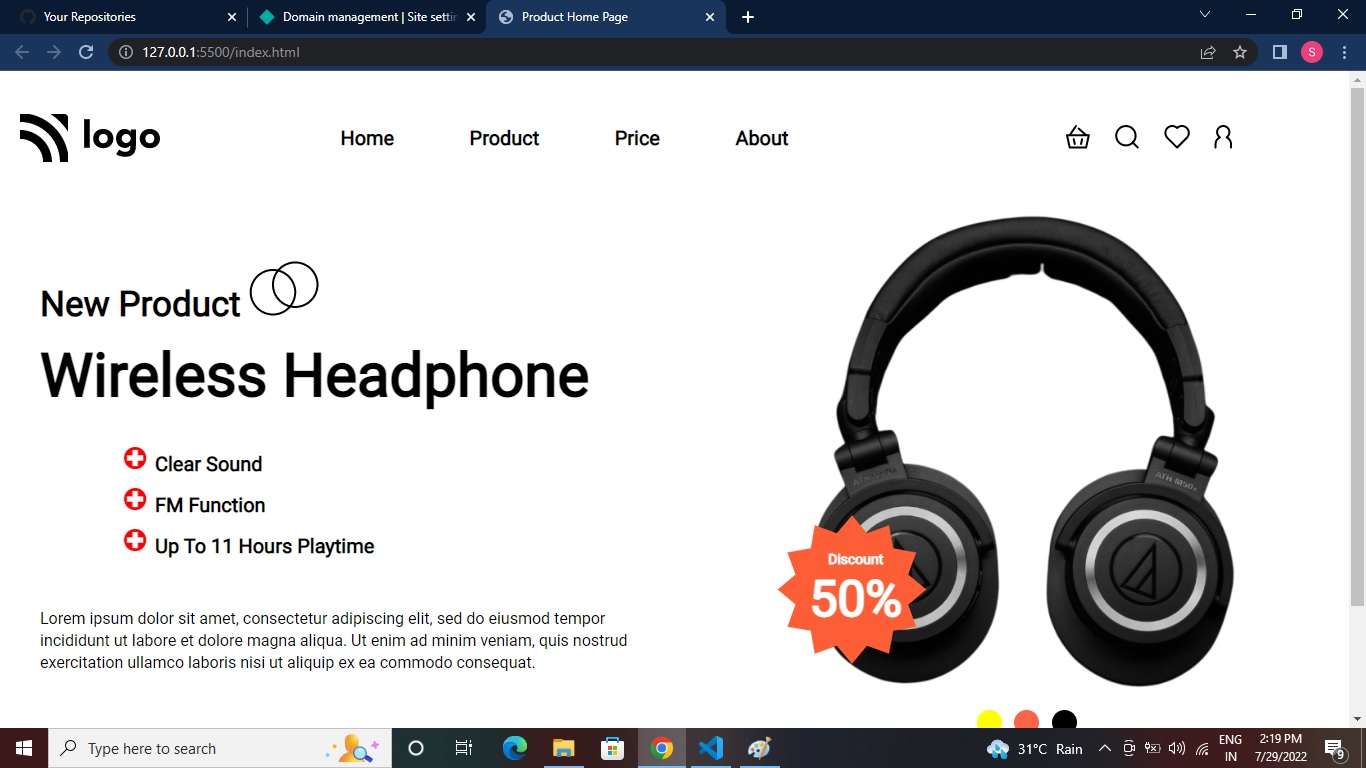 Your Repositories
Domain management | Site settin
Product Home Page
127.0.0.1:5500/index.html
S
logo
Home
Product
Price
About
New Product
Wireless Headphone
Clear Sound
FM Function
Up To 11 Hours Playtime
ATH-M50x
Discount
50%
Lorem ipsum dolor sit amet, consectetur adipiscing elit, sed do eiusmod tempor
incididunt ut labore et dolore magna aliqua. Ut enim ad minim veniam, quis nostrud
exercitation ullamco laboris nisi ut aliquip ex ea commodo consequat.
Type here to search
31°C Rain
ENG
IN
2:19 PM
7/29/2022
9